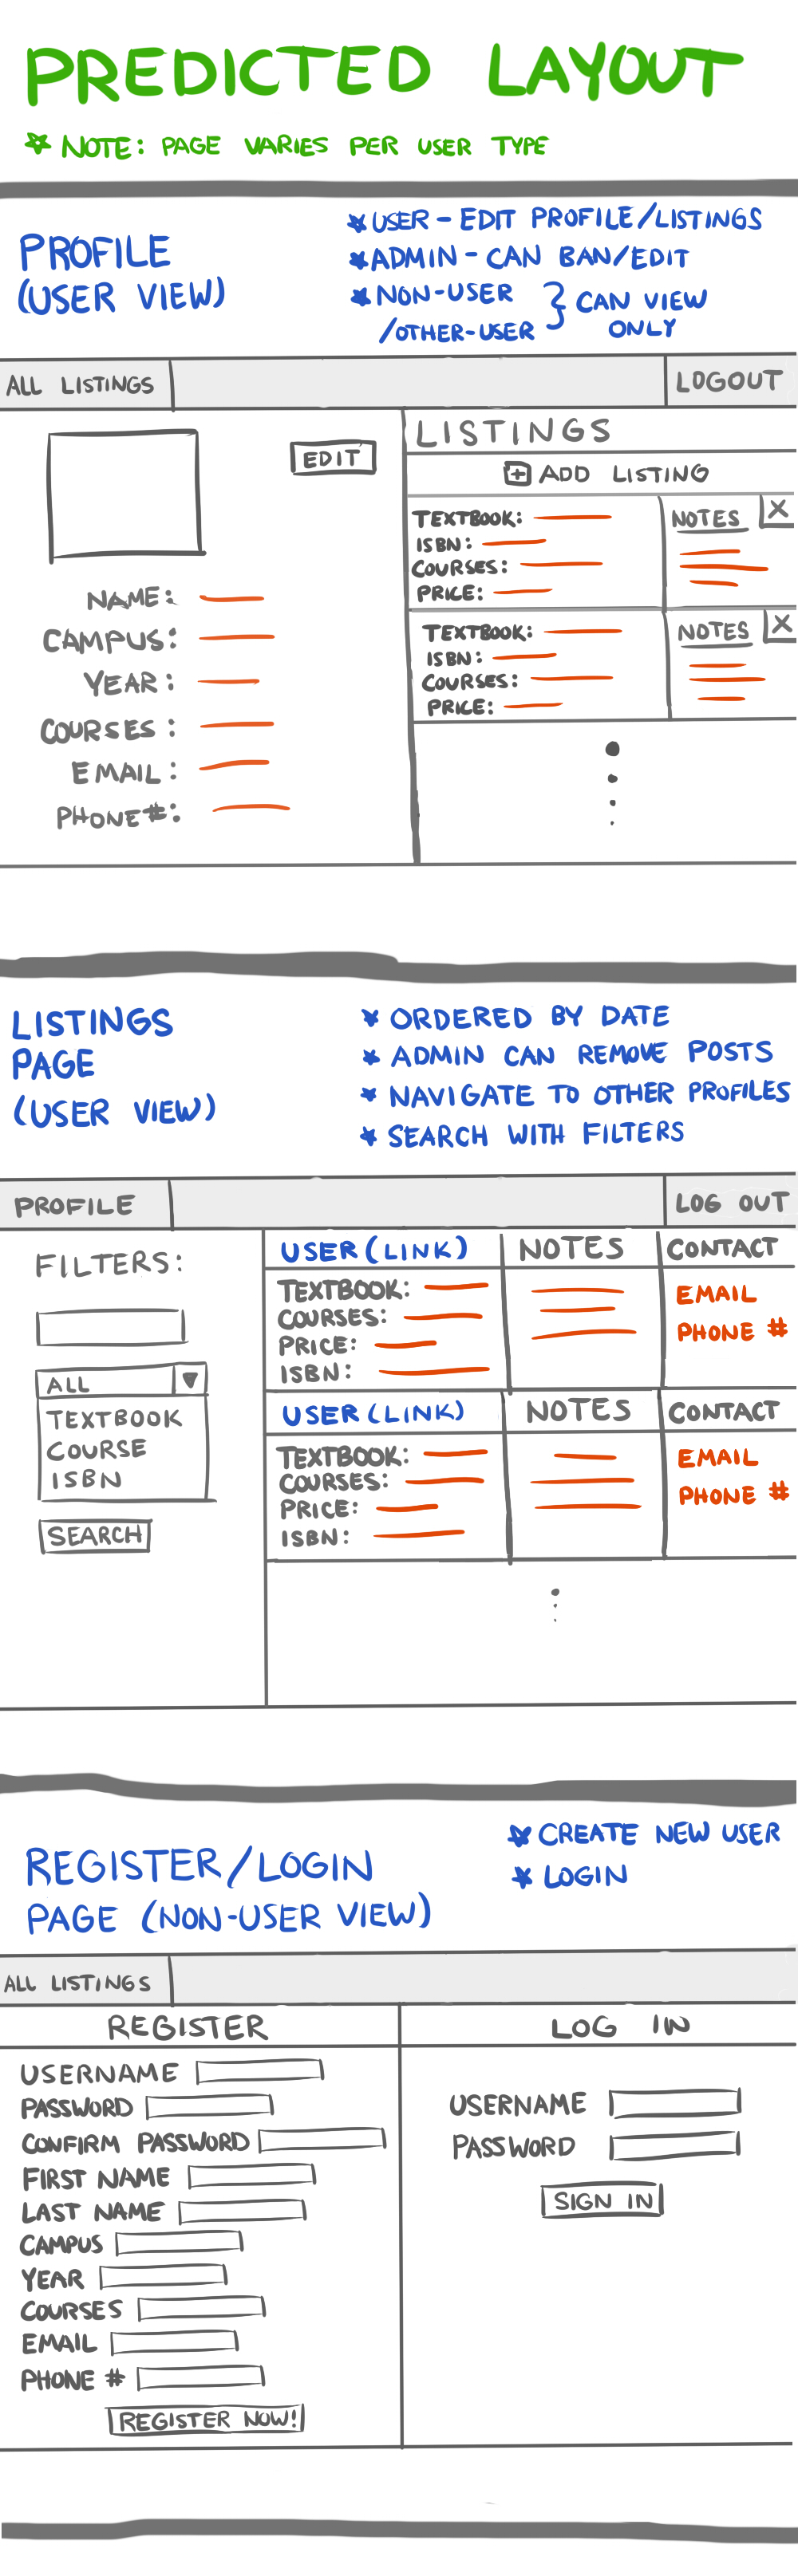 PREDICTED LAYOUT
* NOTE: PAGE VARIES PER USER TYPE
PROFILE
(USER VIEW)
* USER - EDIT PROFILE/LISTINGS
* ADMIN - CAN BAN/EDIT
* NON-USER
/OTHER-USER
} CAN VIEW
ONLY
ALL LISTINGS
LOGOUT
EDIT
NAME:
CAMPUS:
YEAR:
COURSES:
EMAIL:
PHONE#:
LISTINGS
+ ADD LISTING
TEXTBOOK:
ISBN:
COURSES:
PRICE:
NOTES
X
TEXTBOOK:
ISBN:
COURSES:
PRICE:
NOTES
X
LISTINGS
PAGE
(USER VIEW)
* ORDERED BY DATE
* ADMIN CAN REMOVE POSTS
* NAVIGATE TO OTHER PROFILES
* SEARCH WITH FILTERS
PROFILE
LOG OUT
FILTERS:
ALL
TEXTBOOK
COURSE
ISBN
SEARCH
USER (LINK)
NOTES
CONTACT
TEXTBOOK:
COURSES:
PRICE:
ISBN:
EMAIL
PHONE #
USER (LINK)
NOTES
CONTACT
TEXTBOOK:
COURSES:
PRICE:
ISBN:
EMAIL
PHONE #
REGISTER/LOGIN
PAGE (NON-USER VIEW)
* CREATE NEW USER
* LOGIN
ALL LISTINGS
REGISTER
USERNAME
PASSWORD
CONFIRM PASSWORD
FIRST NAME
LAST NAME
CAMPUS
YEAR
COURSES
EMAIL
PHONE #
REGISTER NOW!
LOG IN
USERNAME
PASSWORD
SIGN IN